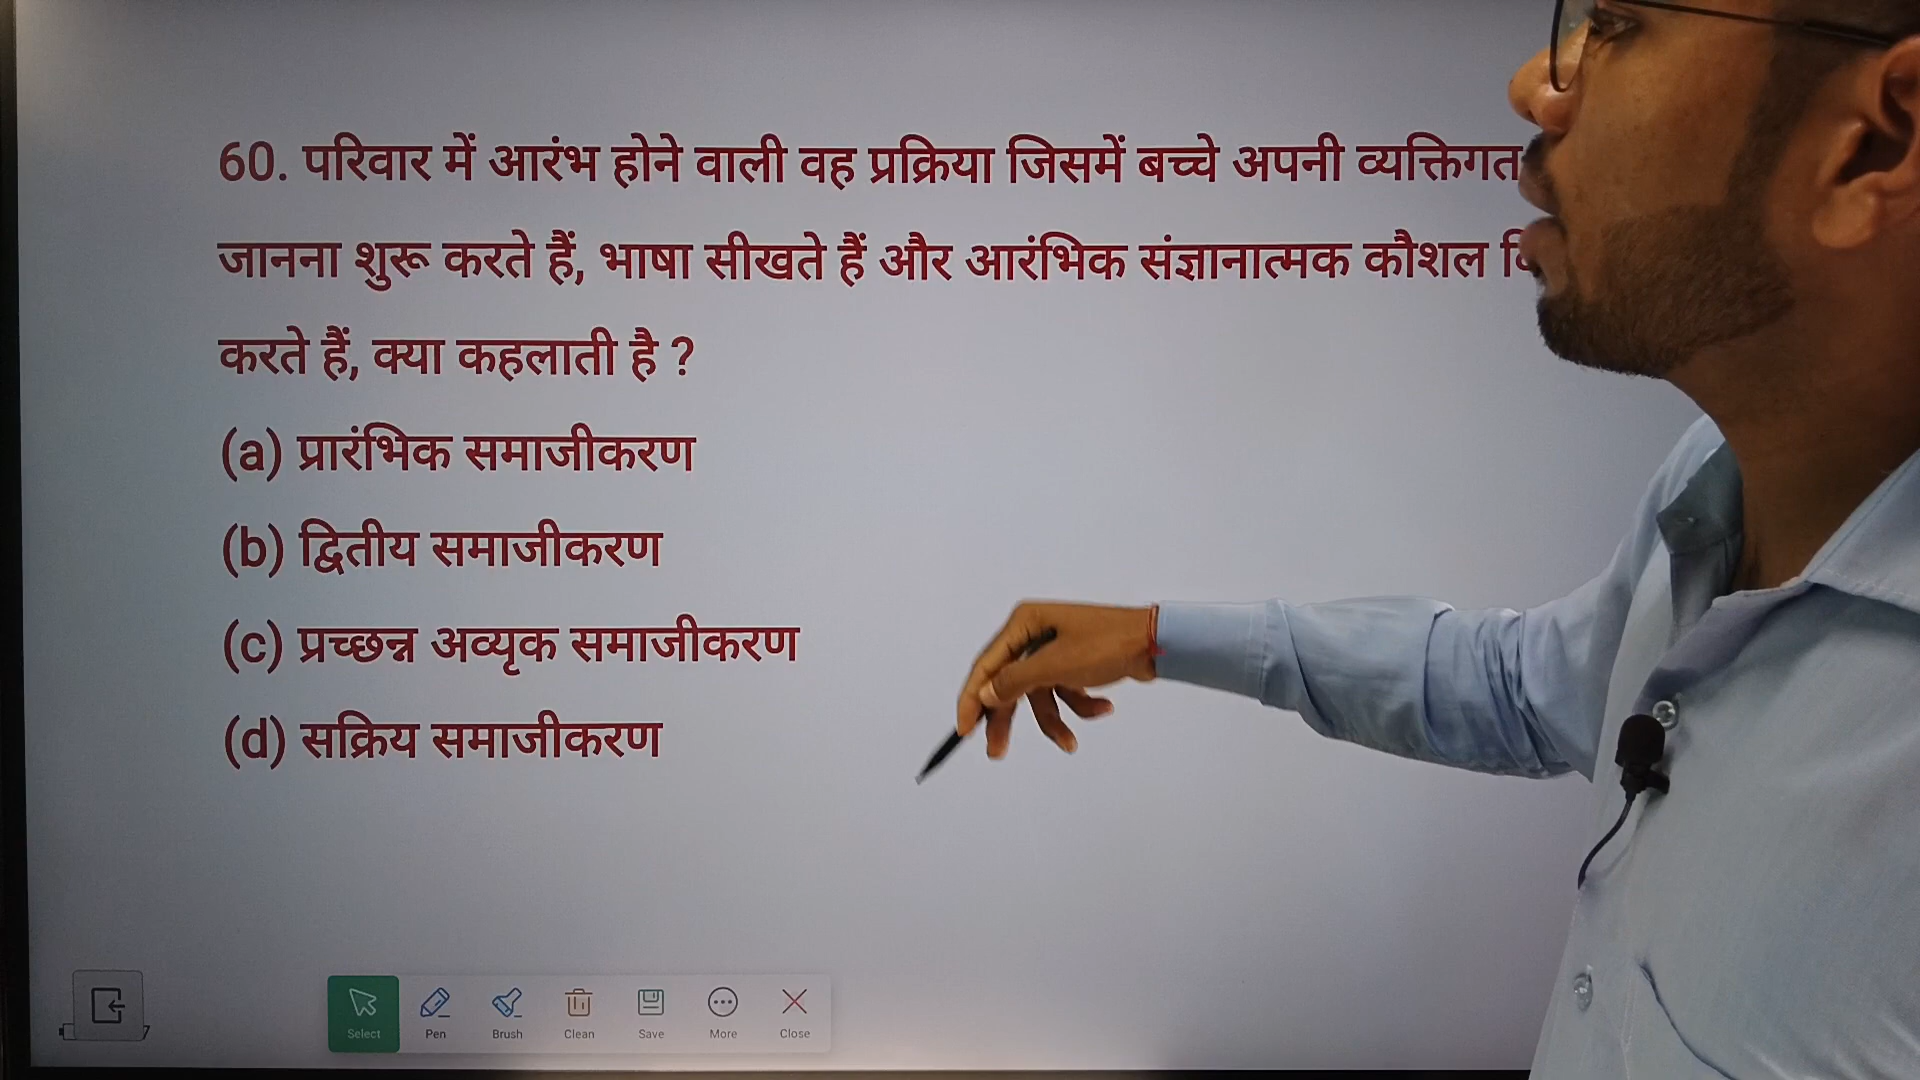 60. परिवार में आरंभ होने वाली वह प्रक्रिया जिसमें बच्चे अपनी व्यक्तिगत
जानना शुरू करते हैं, भाषा सीखते हैं और आरंभिक संज्ञानात्मक कौशल
करते हैं, क्या कहलाती है ?
(a) प्रारंभिक समाजीकरण
(b) द्वितीय समाजीकरण
(c) प्रच्छन्न अव्यृक समाजीकरण
(d) सक्रिय समाजीकरण
Select Pen Brush Clean Save More Close